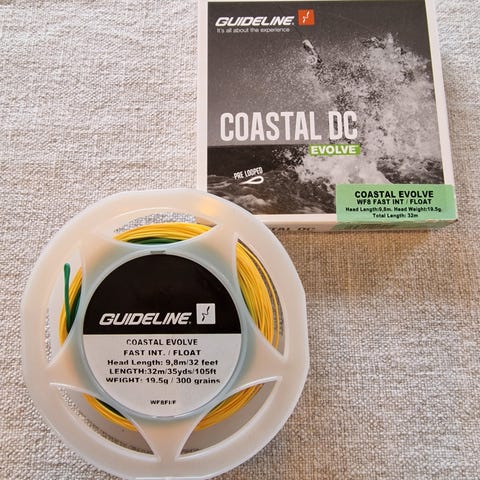 GUIDELINE
It's all about the experience
COASTAL DC
EVOLVE
PRE LOOPED
COASTAL EVOLVE
WF8 FAST INT / FLOAT
Head Length:9,8m. Head Weight:19.5g.
Total Length: 32m
COASTAL DC
GUIDELINE
COASTAL EVOLVE
FAST INT. / FLOAT
Head Length: 9,8m/32 feet
LENGTH:32m/35yds/105ft
WEIGHT: 19.5g / 300 grains
WF8FI/F